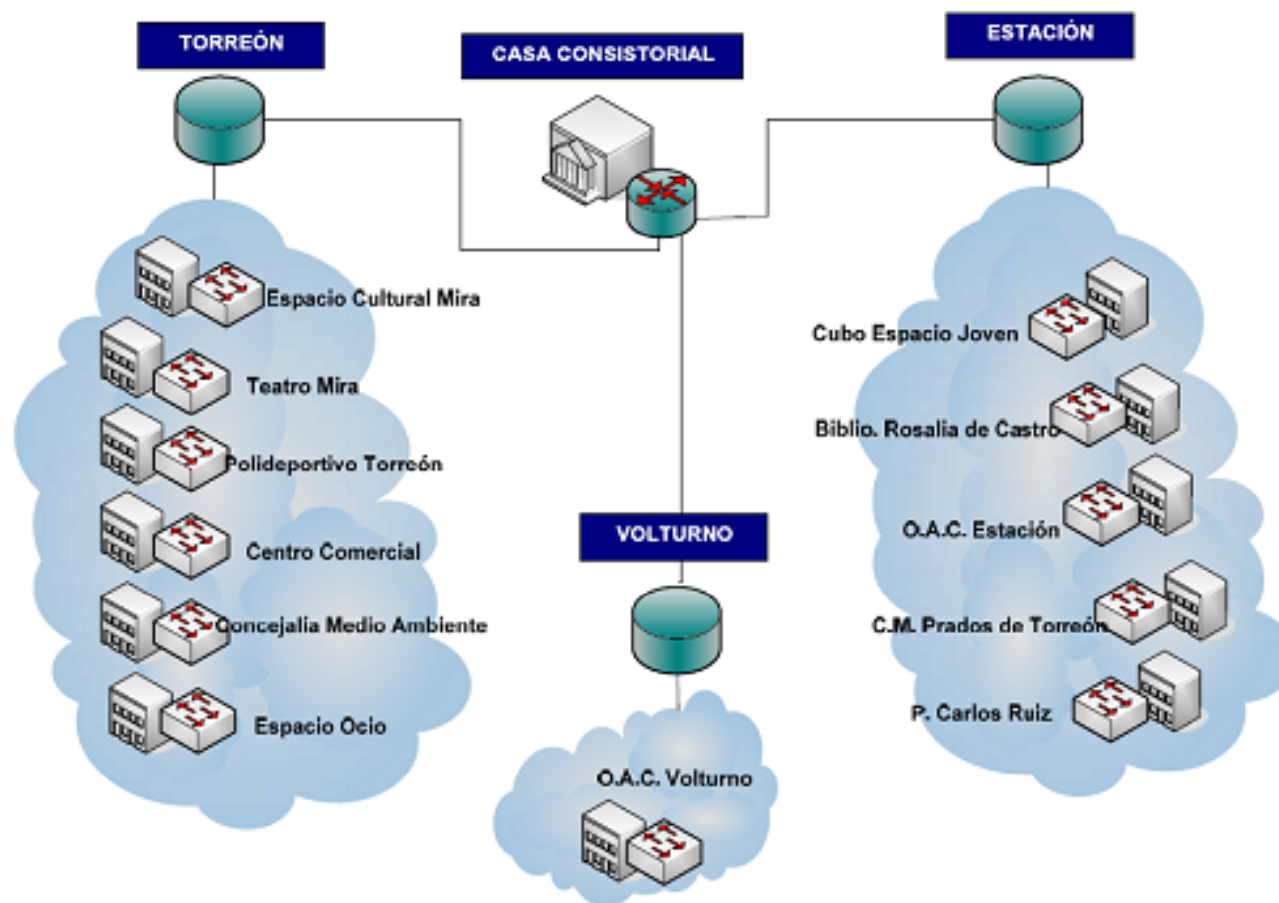 TORREÓN
CASA CONSISTORIAL
ESTACIÓN
Espacio Cultural Mira
Teatro Mira
Polideportivo Torreón
Centro Comercial
Concejalia Medio Ambiente
Espacio Ocio
VOLTURNO
O.A.C. Volturno
Cubo Espacio Joven
Biblio. Rosalia de Castro
O.A.C. Estación
C.M. Prados de Torreón
P. Carlos Ruiz